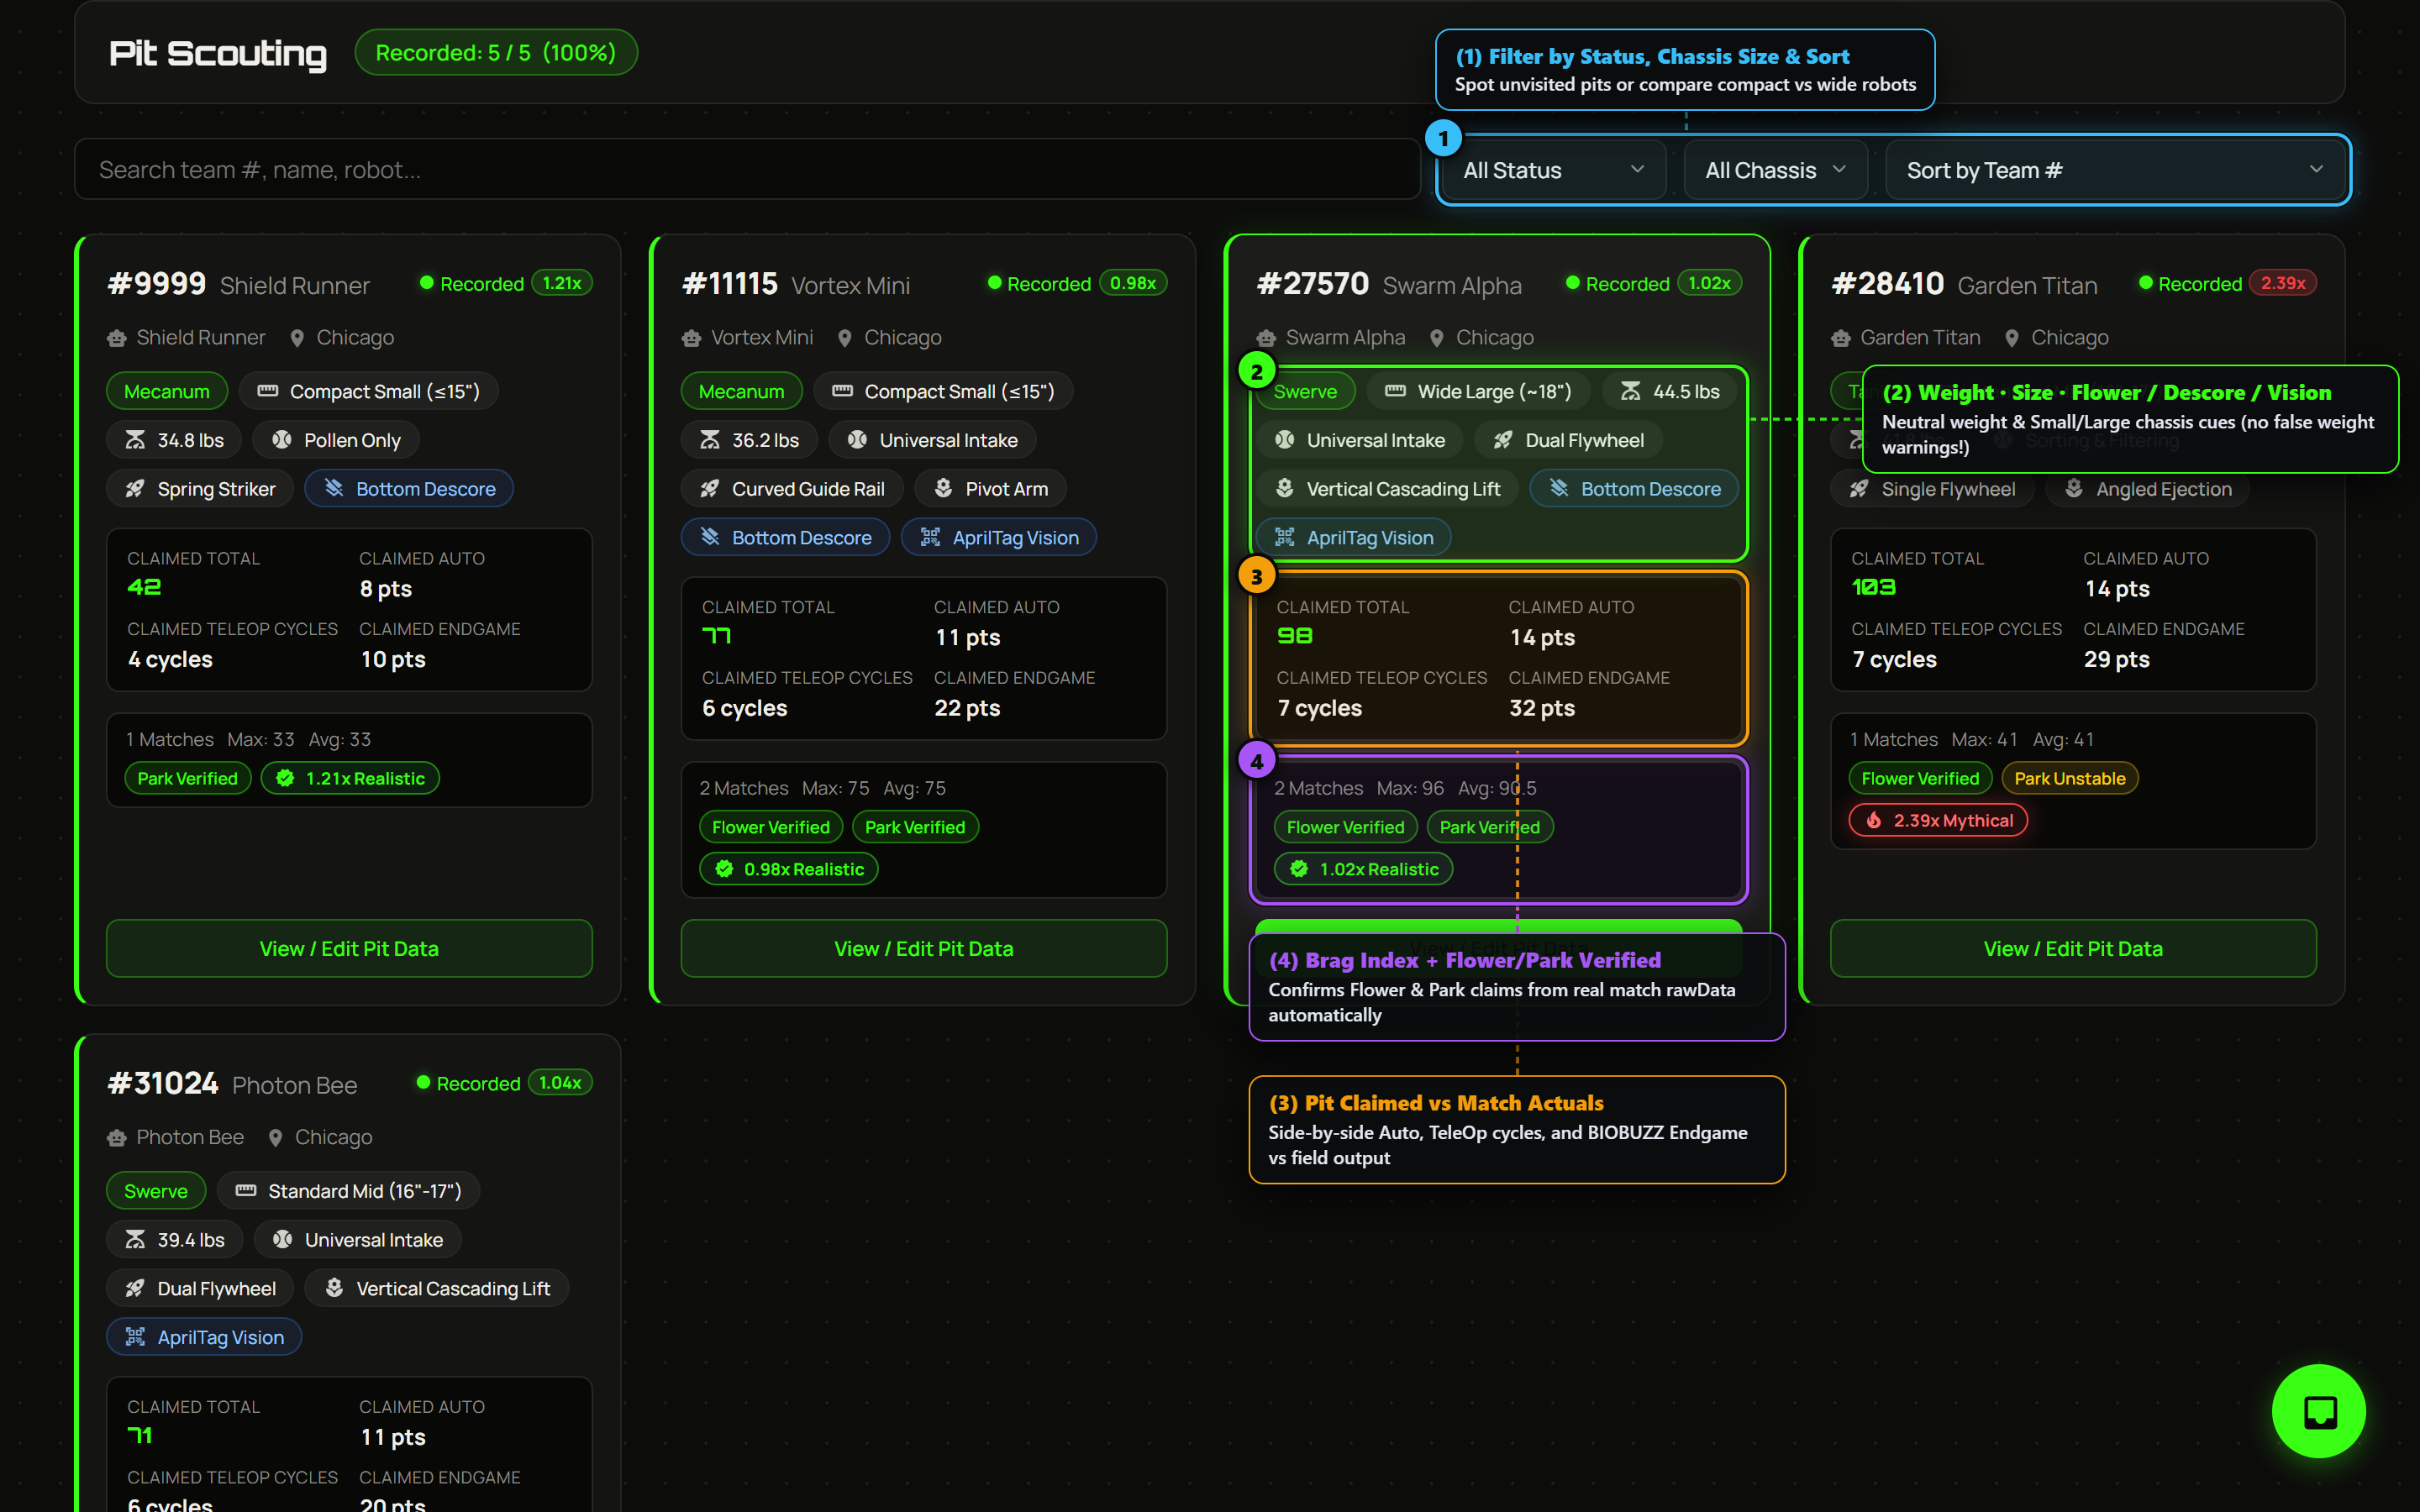 Pit Scouting
Recorded: 5 / 5 (100%)
(1) Filter by Status, Chassis Size & Sort
Spot unvisited pits or compare compact vs wide robots
Search team #, name, robot...
1
All Status
All Chassis
Sort by Team #
#9999 Shield Runner
Recorded 1.21x
Shield Runner Chicago
Mecanum Compact Small (≤15")
34.8 lbs Pollen Only
Spring Striker Bottom Descore
CLAIMED TOTAL CLAIMED AUTO
42 8 pts
CLAIMED TELEOP CYCLES CLAIMED ENDGAME
4 cycles 10 pts
1 Matches Max: 33 Avg: 33
Park Verified 1.21x Realistic
View / Edit Pit Data
#11115 Vortex Mini
Recorded 0.98x
Vortex Mini Chicago
Mecanum Compact Small (≤15")
36.2 lbs Universal Intake
Curved Guide Rail Pivot Arm
Bottom Descore AprilTag Vision
CLAIMED TOTAL CLAIMED AUTO
77 11 pts
CLAIMED TELEOP CYCLES CLAIMED ENDGAME
6 cycles 22 pts
2 Matches Max: 75 Avg: 75
Flower Verified Park Verified
0.98x Realistic
View / Edit Pit Data
#27570 Swarm Alpha
Recorded 1.02x
Swarm Alpha Chicago
2
Swerve Wide Large (~18") 44.5 lbs
Universal Intake Dual Flywheel
Vertical Cascading Lift Bottom Descore
AprilTag Vision
3
CLAIMED TOTAL CLAIMED AUTO
98 14 pts
CLAIMED TELEOP CYCLES CLAIMED ENDGAME
7 cycles 32 pts
4
2 Matches Max: 96 Avg: 90.5
Flower Verified Park Verified
1.02x Realistic
View / Edit Pit Data
(4) Brag Index + Flower/Park Verified
Confirms Flower & Park claims from real match rawData
automatically
(3) Pit Claimed vs Match Actuals
Side-by-side Auto, TeleOp cycles, and BIOBUZZ Endgame
vs field output
#28410 Garden Titan
Recorded 2.39x
Garden Titan Chicago
(2) Weight · Size · Flower / Descore / Vision
Neutral weight & Small/Large chassis cues (no false weight
warnings!)
Sorting & Filtering
Single Flywheel Angled Ejection
CLAIMED TOTAL CLAIMED AUTO
103 14 pts
CLAIMED TELEOP CYCLES CLAIMED ENDGAME
7 cycles 29 pts
1 Matches Max: 41 Avg: 41
Flower Verified Park Unstable
2.39x Mythical
View / Edit Pit Data
#31024 Photon Bee
Recorded 1.04x
Photon Bee Chicago
Swerve Standard Mid (16"-17")
39.4 lbs Universal Intake
Dual Flywheel Vertical Cascading Lift
AprilTag Vision
CLAIMED TOTAL CLAIMED AUTO
71 11 pts
CLAIMED TELEOP CYCLES CLAIMED ENDGAME
6 cycles 20 pts